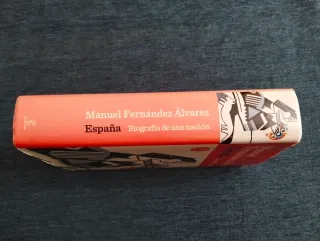 Manuel Fernández Álvarez
España Biografía de una nación